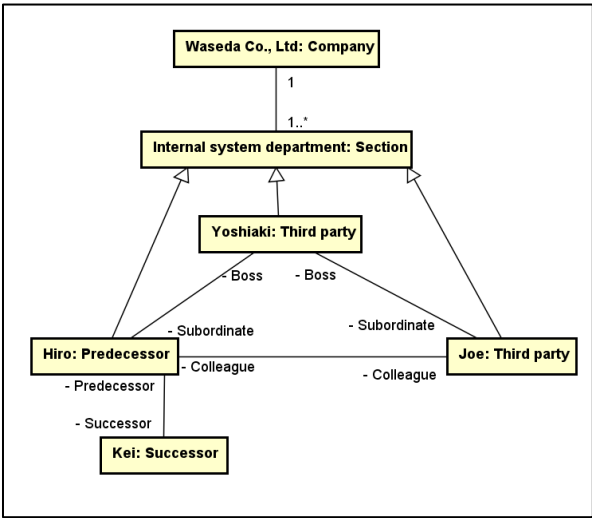 Waseda Co., Ltd: Company
1
1..*
Internal system department: Section
Yoshiaki: Third party
- Boss
- Boss
- Subordinate
- Subordinate
Hiro: Predecessor
Joe: Third party
- Colleague
- Colleague
- Predecessor
- Successor
Kei: Successor